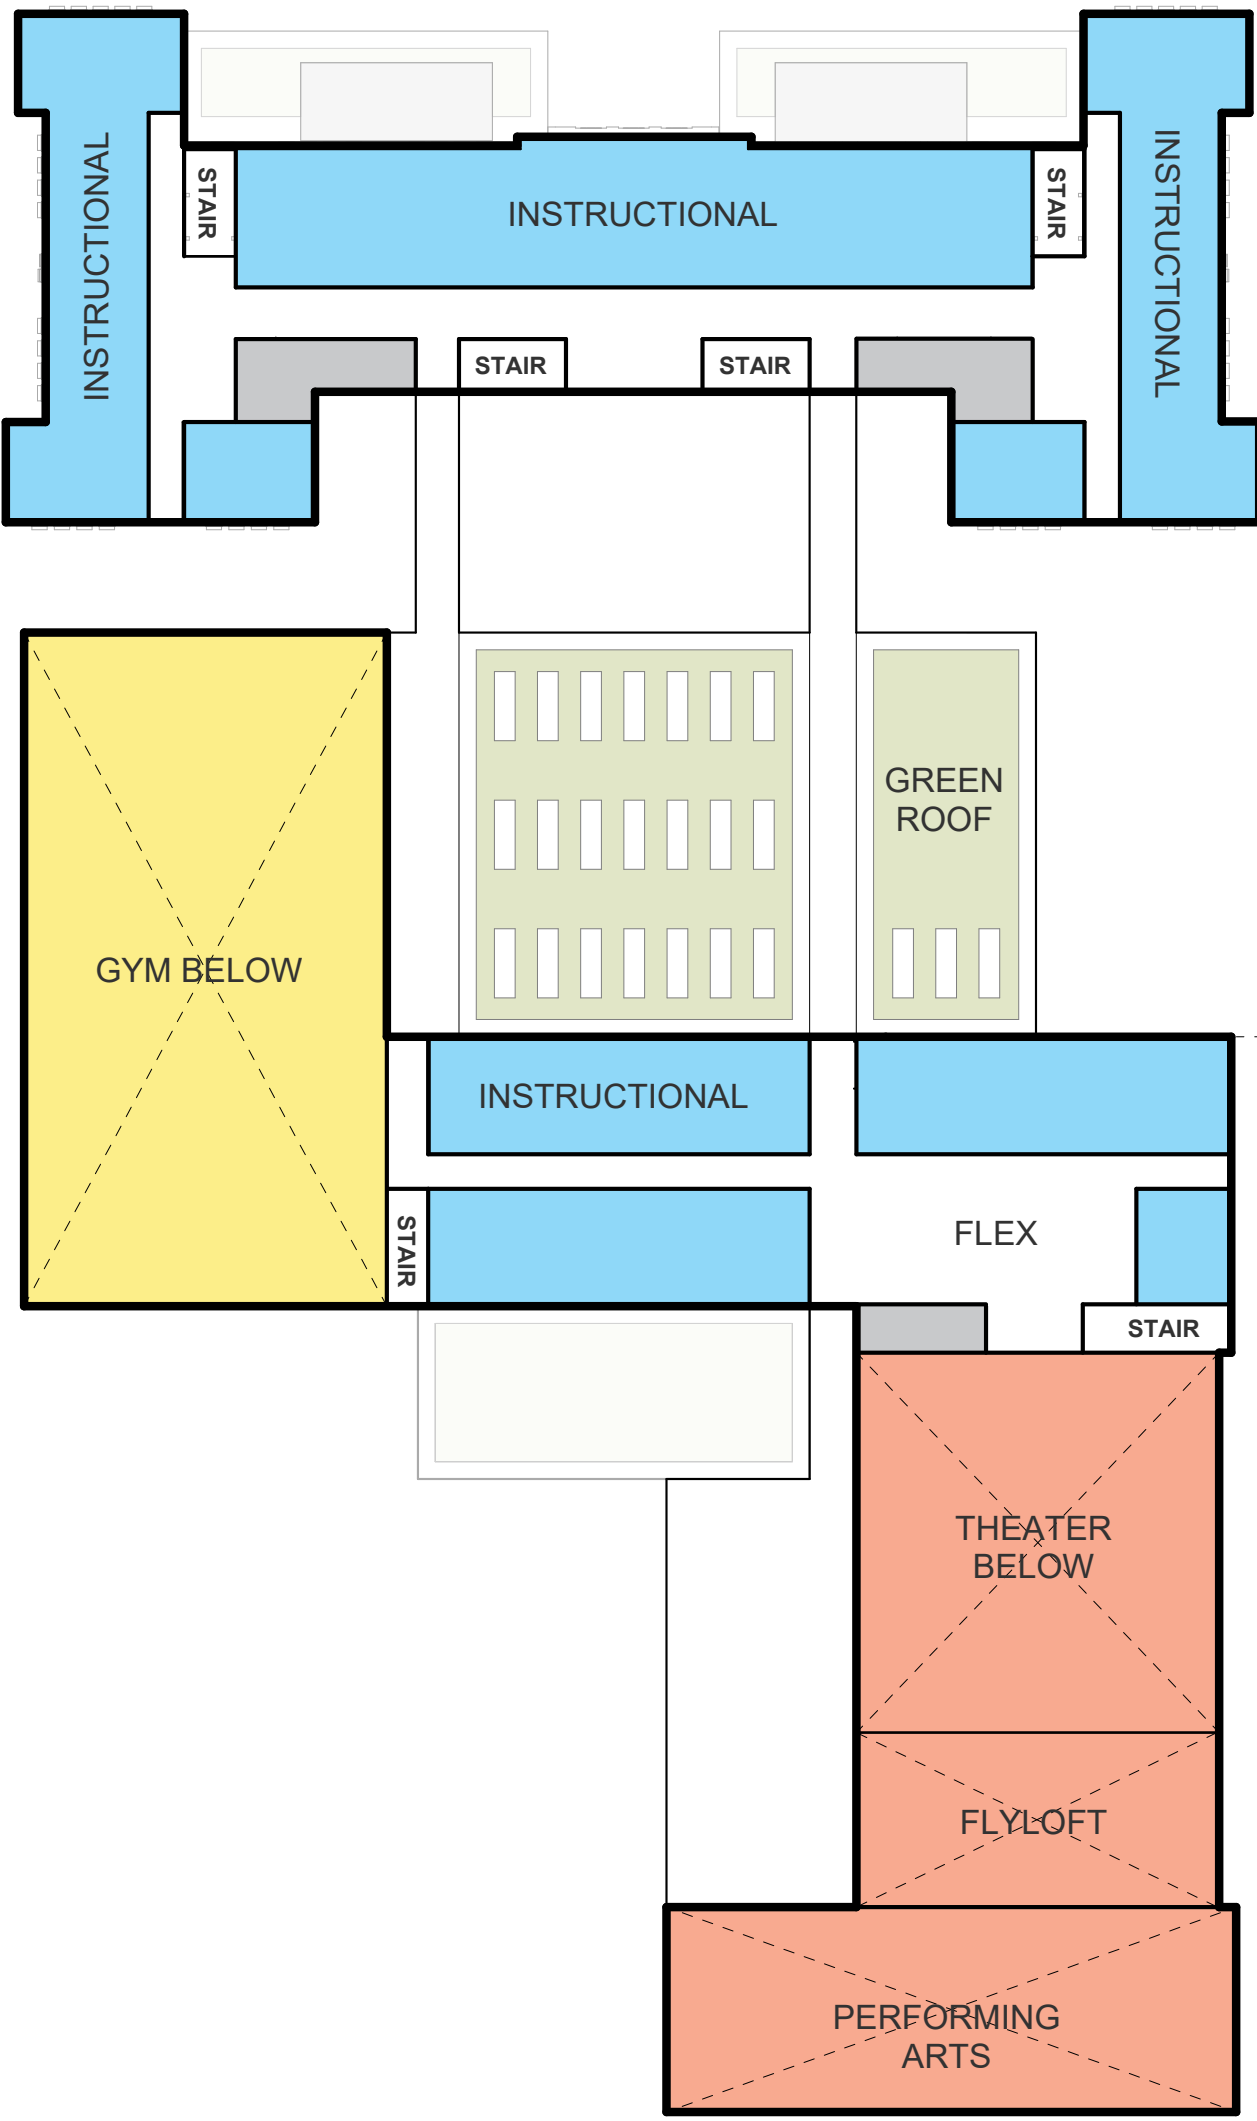 INSTRUCTIONAL
STAIR
INSTRUCTIONAL
STAIR
INSTRUCTIONAL
STAIR
STAIR
GREEN
ROOF
GYM BELOW
INSTRUCTIONAL
STAIR
FLEX
STAIR
THEATER
BELOW
FLYLOFT
PERFORMING
ARTS